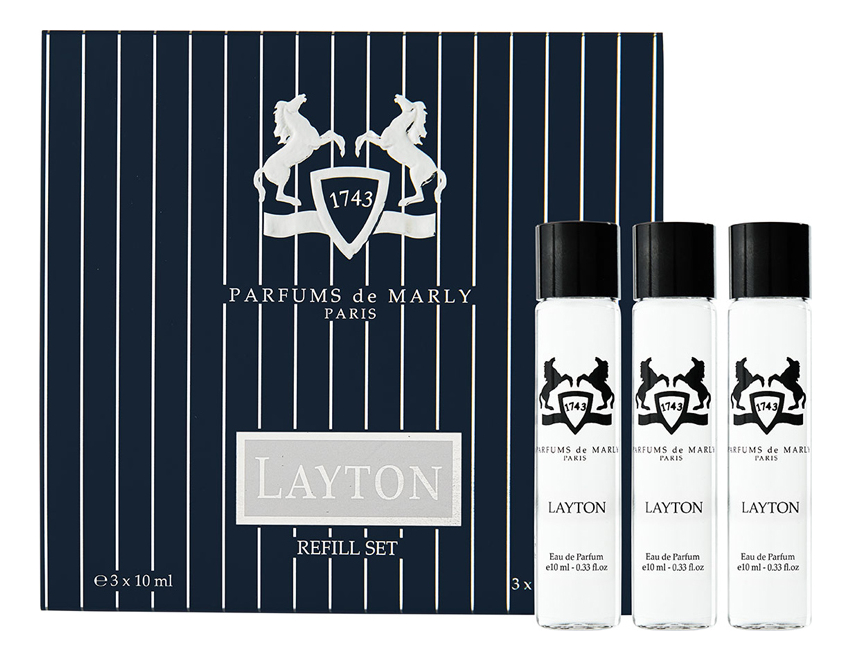 1743
PARFUMS de MARLY
PARIS
LAYTON
REFILL SET
℮ 3 x 10 ml
3 x
1743
PARFUMS de MARLY
PARIS
LAYTON
Eau de Parfum
e10 ml - 0.33 fl.oz
1743
PARFUMS de MARLY
PARIS
LAYTON
Eau de Parfum
e10 ml - 0.33 fl.oz
1743
PARFUMS de MARLY
PARIS
LAYTON
Eau de Parfum
e10 ml - 0.33 fl.oz